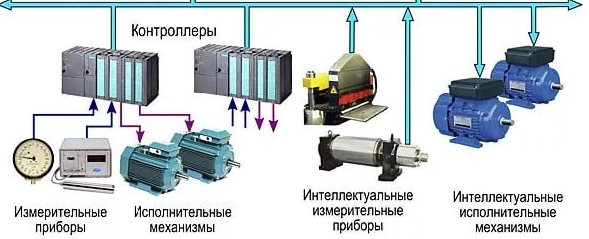 Контроллеры
Измерительные
приборы
Исполнительные
механизмы
Интеллектуальные
измерительные
приборы
Интеллектуальные
исполнительные
механизмы